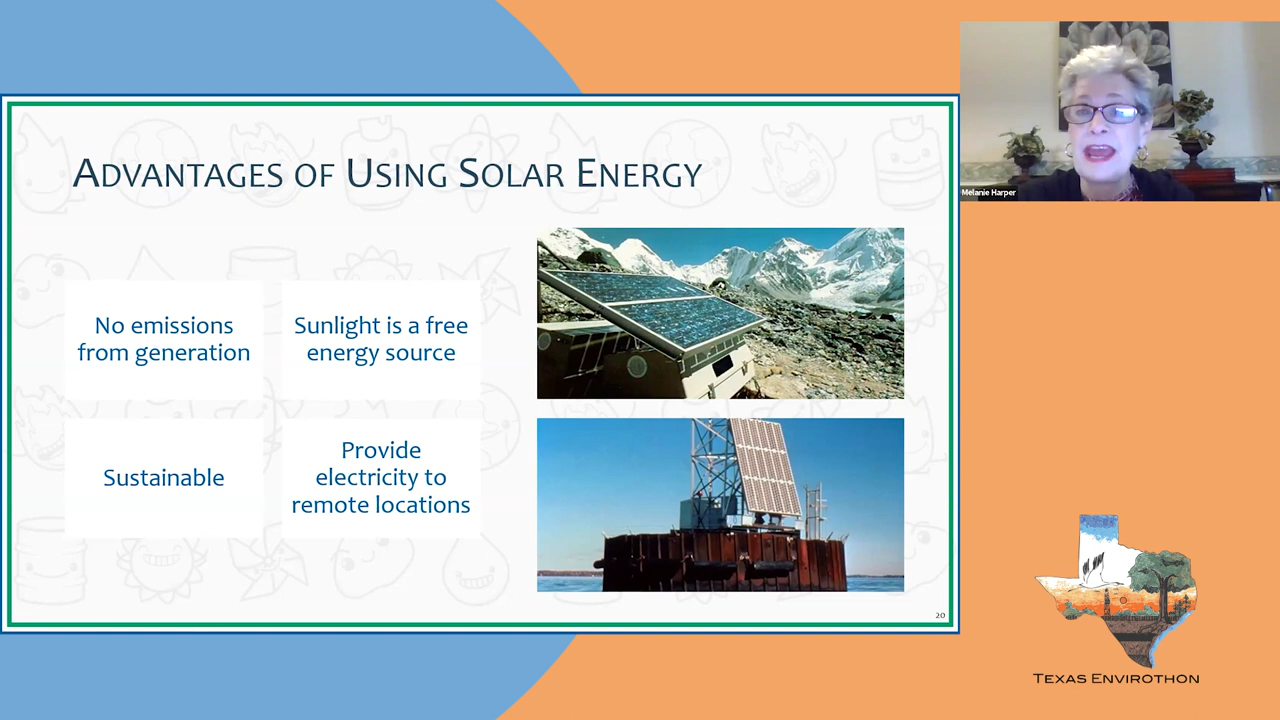 ADVANTAGES OF USING SOLAR ENERGY
No emissions
from generation
Sunlight is a free
energy source
Sustainable
Provide
electricity to
remote locations
20
Melanie Harper
TEXAS ENVIROTHON